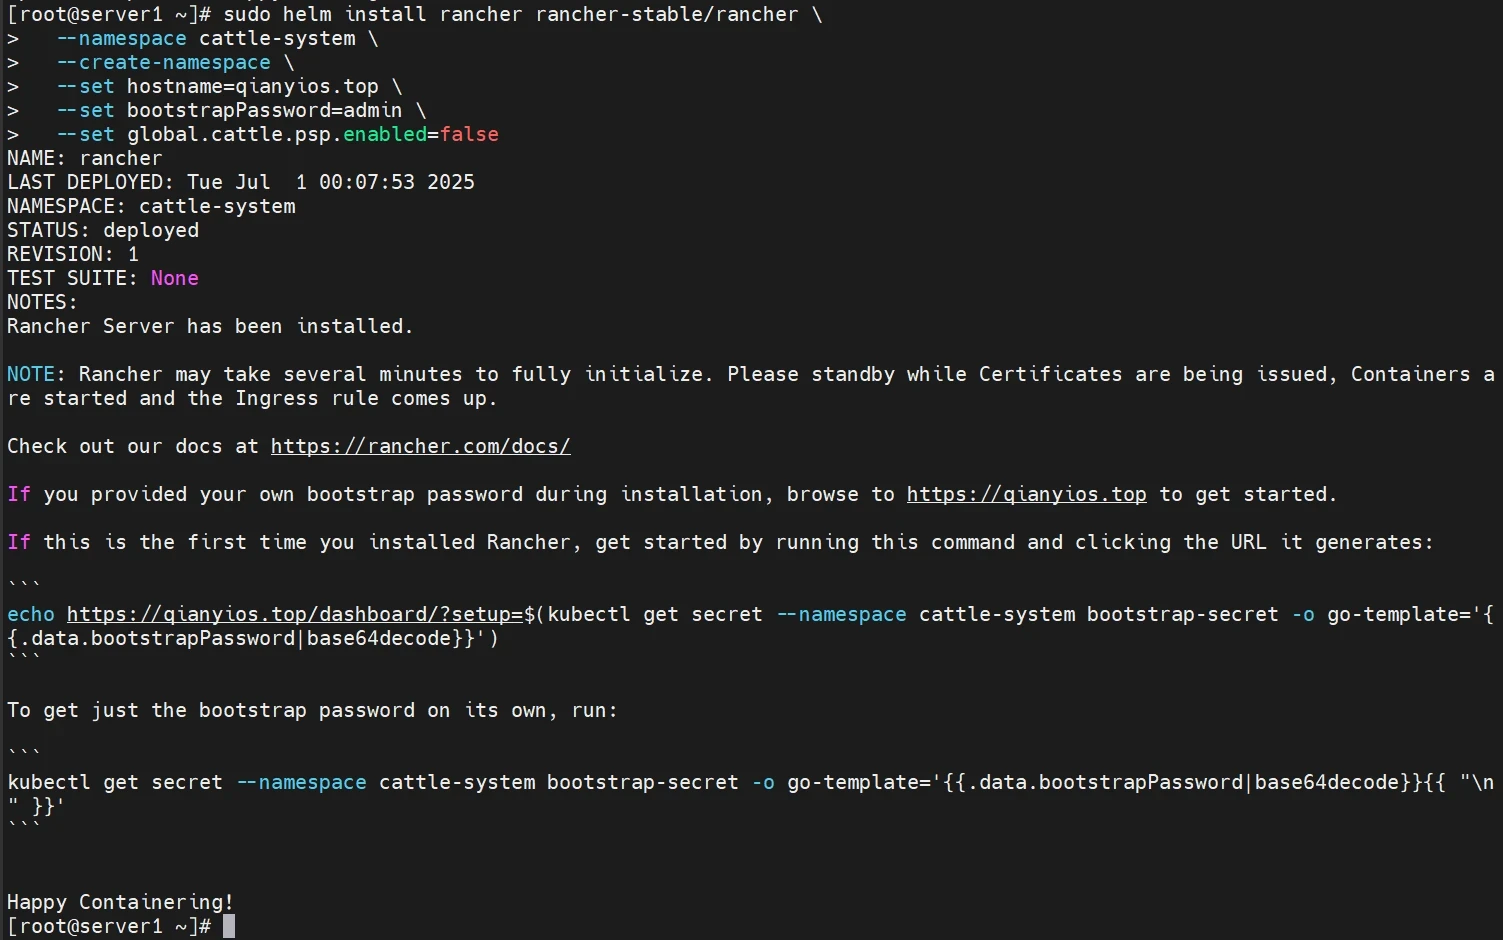 [root@server1 ~]# sudo helm install rancher rancher-stable/rancher \
>   --namespace cattle-system \
>   --create-namespace \
>   --set hostname=qianyios.top \
>   --set bootstrapPassword=admin \
>   --set global.cattle.psp.enabled=false
NAME: rancher
LAST DEPLOYED: Tue Jul  1 00:07:53 2025
NAMESPACE: cattle-system
STATUS: deployed
REVISION: 1
TEST SUITE: None
NOTES:
Rancher Server has been installed.

NOTE: Rancher may take several minutes to fully initialize. Please standby while Certificates are being issued, Containers a
re started and the Ingress rule comes up.

Check out our docs at https://rancher.com/docs/

If you provided your own bootstrap password during installation, browse to https://qianyios.top to get started.

If this is the first time you installed Rancher, get started by running this command and clicking the URL it generates:

```
echo https://qianyios.top/dashboard/?setup=$(kubectl get secret --namespace cattle-system bootstrap-secret -o go-template='{
{.data.bootstrapPassword|base64decode}}')
```

To get just the bootstrap password on its own, run:

```
kubectl get secret --namespace cattle-system bootstrap-secret -o go-template='{{.data.bootstrapPassword|base64decode}}{{ "\n
" }}'
```

Happy Containering!
[root@server1 ~]#